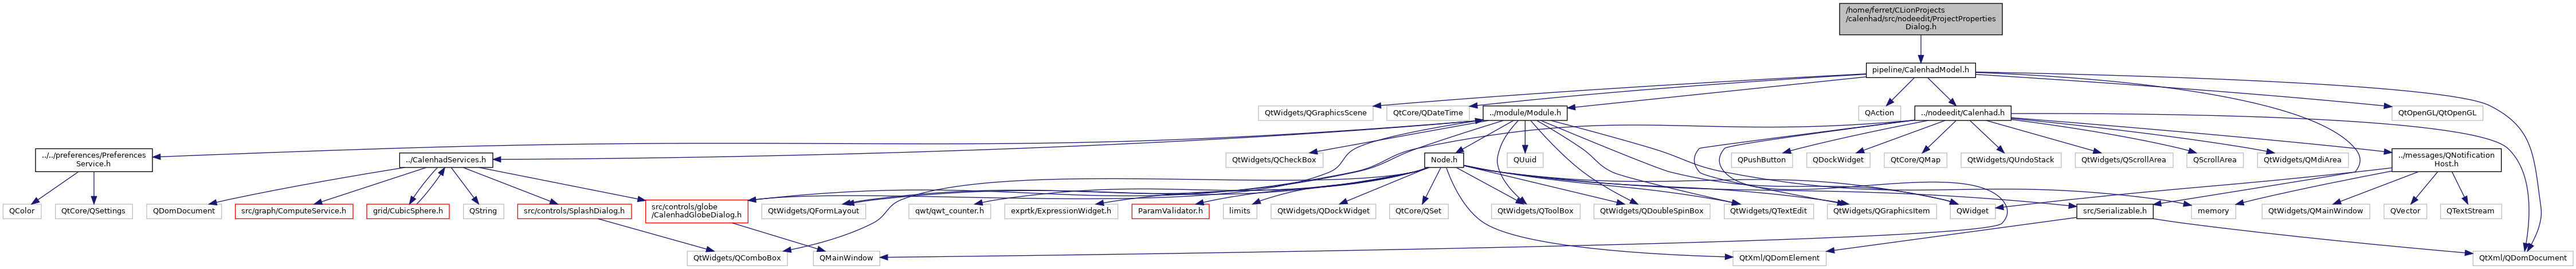 /home/ferret/CLionProjects
/calenhad/src/nodeedit/ProjectProperties
Dialog.h
pipeline/CalenhadModel.h
QtWidgets/QGraphicsScene
QtCore/QDateTime
../module/Module.h
QAction
../nodeedit/Calenhad.h
QtOpenGL/QtOpenGL
../../preferences/Preferences
Service.h
../CalenhadServices.h
QtWidgets/QCheckBox
Node.h
QUuid
QPushButton
QDockWidget
QtCore/QMap
QtWidgets/QUndoStack
QtWidgets/QScrollArea
QScrollArea
QtWidgets/QMdiArea
../messages/QNotification
Host.h
QColor
QtCore/QSettings
QDomDocument
src/graph/ComputeService.h
grid/CubicSphere.h
QString
src/controls/SplashDialog.h
src/controls/globe
/CalenhadGlobeDialog.h
QtWidgets/QFormLayout
qwt/qwt_counter.h
exprtk/ExpressionWidget.h
ParamValidator.h
limits
QtWidgets/QDockWidget
QtCore/QSet
QtWidgets/QToolBox
QtWidgets/QDoubleSpinBox
QtWidgets/QTextEdit
QtWidgets/QGraphicsItem
QWidget
src/Serializable.h
memory
QtWidgets/QMainWindow
QVector
QTextStream
QtWidgets/QComboBox
QMainWindow
QtXml/QDomElement
QtXml/QDomDocument